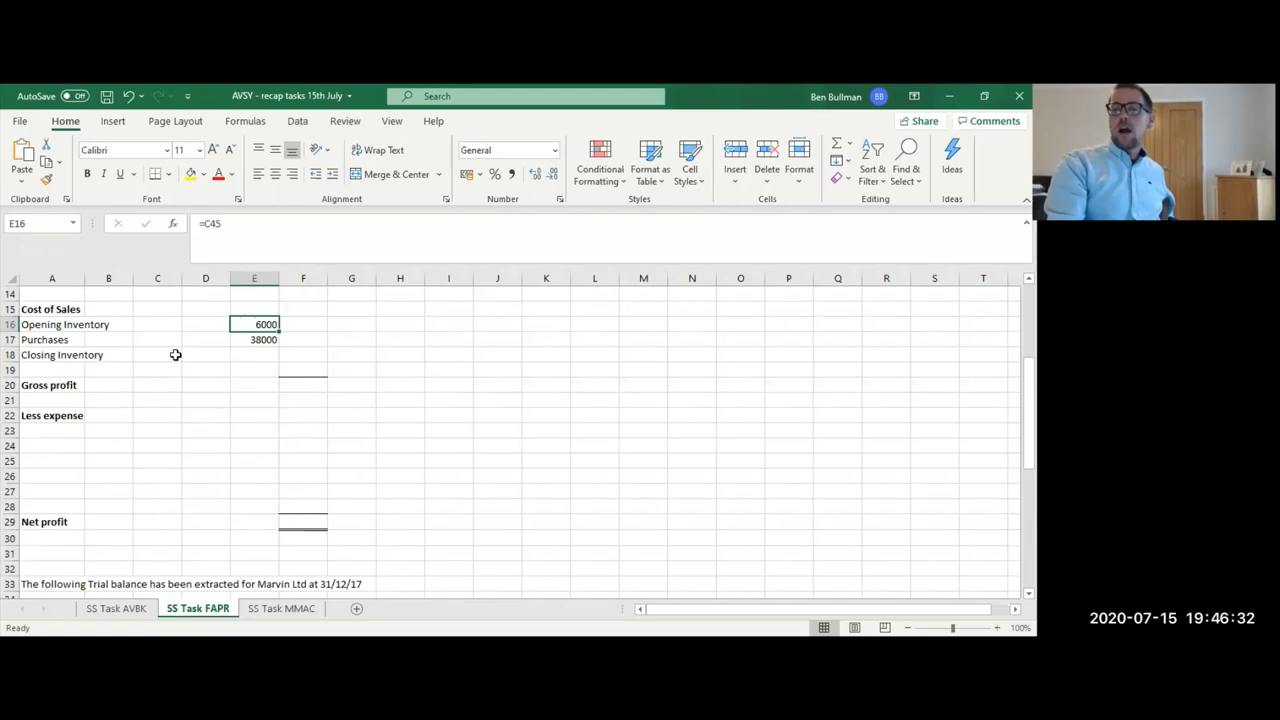 AutoSave Off AVSY - recap tasks 15th July Search Ben Bullman BB
File Home Insert Page Layout Formulas Data Review View Help Share Comments
Paste Calibri 11 A A B I U A Wrap Text Merge & Center General % , Conditional Formatting Format as Table Cell Styles Insert Delete Format Sort & Filter Find & Select Ideas
Clipboard Font Alignment Number Styles Cells Editing Ideas
E16 fx =C45
A B C D E F G H I J K L M N O P Q R S T
14
15 Cost of Sales
16 Opening Inventory 6000
17 Purchases 38000
18 Closing Inventory
19
20 Gross profit
21
22 Less expense
23
24
25
26
27
28
29 Net profit
30
31
32
33 The following Trial balance has been extracted for Marvin Ltd at 31/12/17
SS Task AVBK SS Task FAPR SS Task MMAC
Ready 100%
2020-07-15 19:46:32